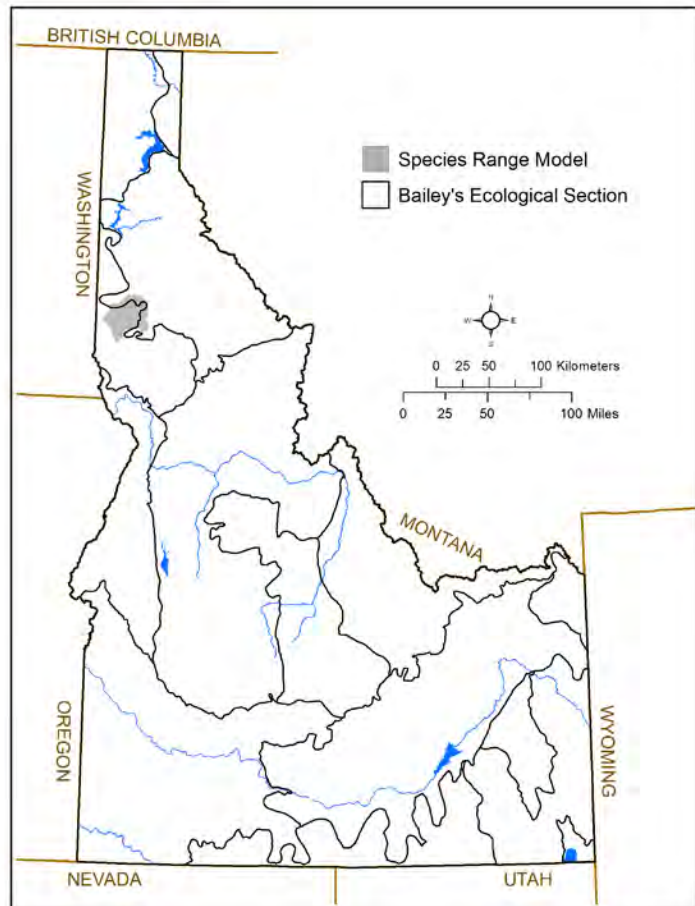 BRITISH COLUMBIA
WASHINGTON
Species Range Model
Bailey's Ecological Section
N
W E
S
0 25 50 100 Kilometers
0 25 50 100 Miles
MONTANA
OREGON
WYOMING
NEVADA
UTAH